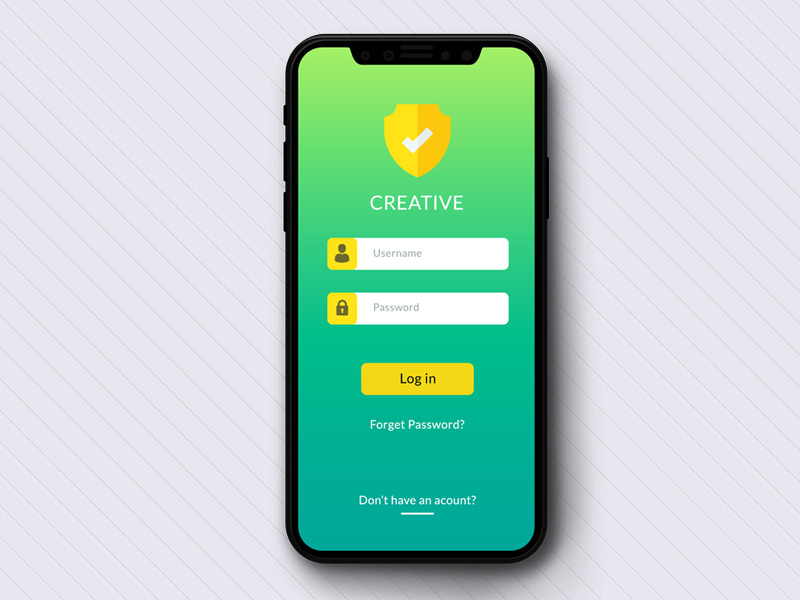 CREATIVE
Username
Password
Log in
Forget Password?
Don't have an acount?